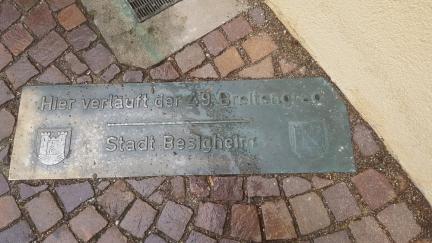 Hier verläuft der 49. Breitengrad
Stadt Besigheim